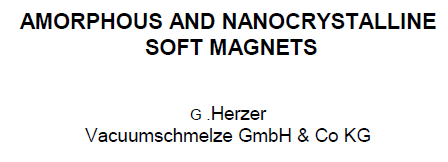 AMORPHOUS AND NANOCRYSTALLINE
SOFT MAGNETS
G .Herzer
Vacuumschmelze GmbH & Co KG